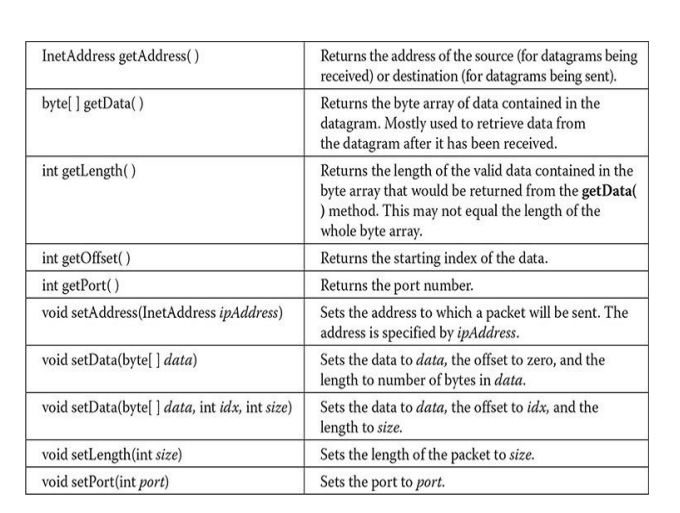 InetAddress getAddress( )
Returns the address of the source (for datagrams being
received) or destination (for datagrams being sent).
byte[ ] getData( )
Returns the byte array of data contained in the
datagram. Mostly used to retrieve data from
the datagram after it has been received.
int getLength( )
Returns the length of the valid data contained in the
byte array that would be returned from the getData(
) method. This may not equal the length of the
whole byte array.
int getOffset( )
Returns the starting index of the data.
int getPort( )
Returns the port number.
void setAddress(InetAddress ipAddress)
Sets the address to which a packet will be sent. The
address is specified by ipAddress.
void setData(byte[ ] data)
Sets the data to data, the offset to zero, and the
length to number of bytes in data.
void setData(byte[ ] data, int idx, int size)
Sets the data to data, the offset to idx, and the
length to size.
void setLength(int size)
Sets the length of the packet to size.
void setPort(int port)
Sets the port to port.